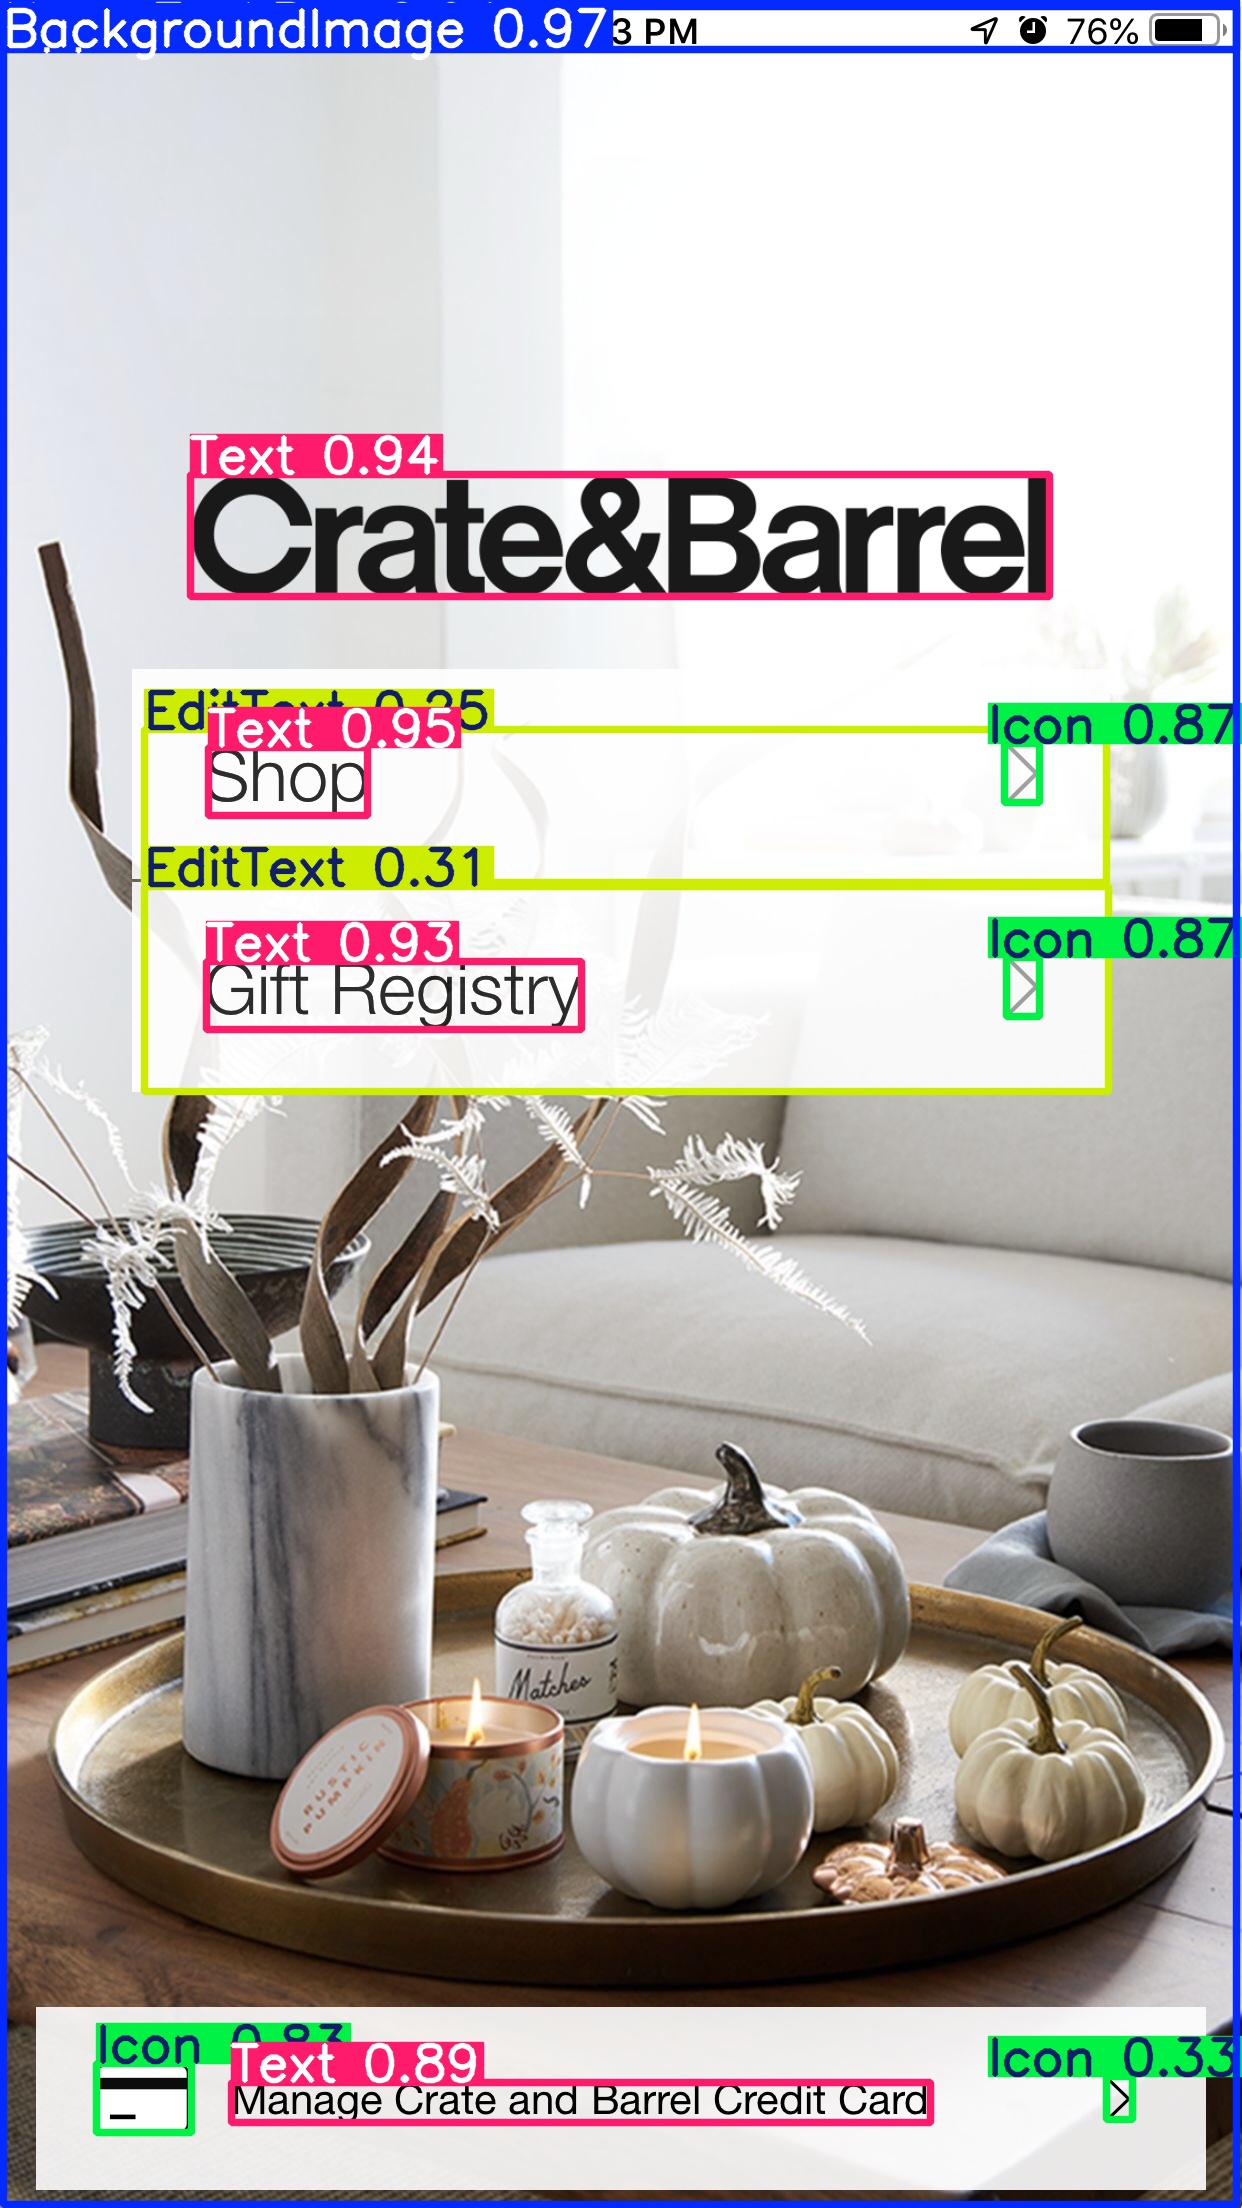 BackgroundImage 0.97
3 PM
76%
Text 0.94
Crate&Barrel
EditText
Text 0.95
Icon 0.87
Shop
EditText 0.31
Text 0.93
Icon 0.87
Gift Registry
Matches
RUSTIC
PUMPKIN
Icon 0.83
Text 0.89
Icon 0.33
Manage Crate and Barrel Credit Card